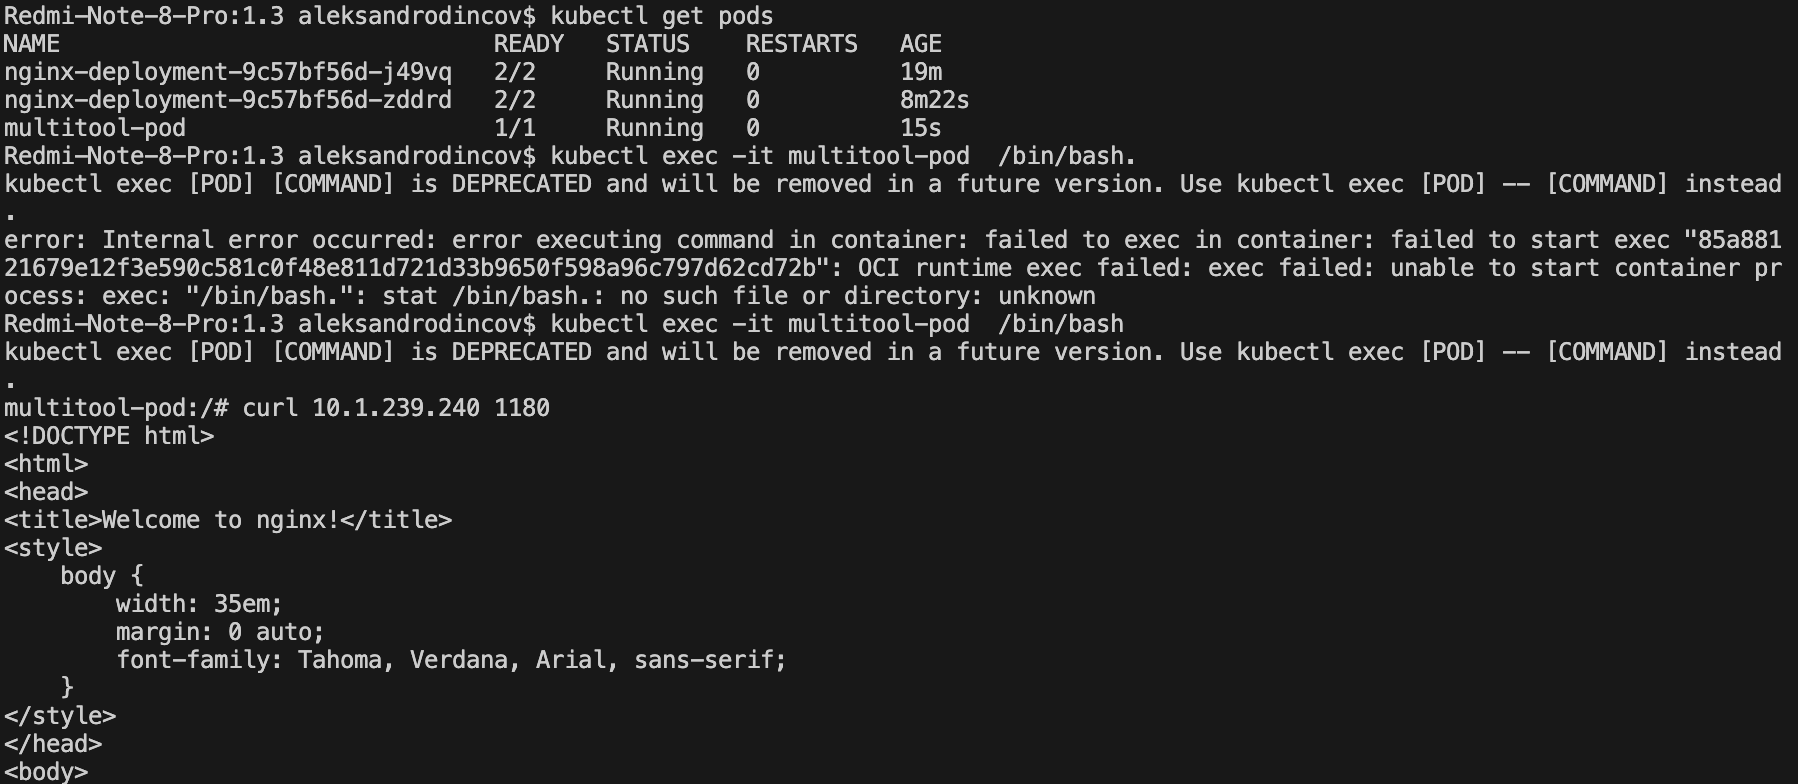 Redmi-Note-8-Pro:1.3 aleksandrodincov$ kubectl get pods
NAME                               READY   STATUS    RESTARTS   AGE
nginx-deployment-9c57bf56d-j49vq   2/2     Running   0          19m
nginx-deployment-9c57bf56d-zddrd   2/2     Running   0          8m22s
multitool-pod                      1/1     Running   0          15s
Redmi-Note-8-Pro:1.3 aleksandrodincov$ kubectl exec -it multitool-pod  /bin/bash.
kubectl exec [POD] [COMMAND] is DEPRECATED and will be removed in a future version. Use kubectl exec [POD] -- [COMMAND] instead
.
error: Internal error occurred: error executing command in container: failed to exec in container: failed to start exec "85a881
21679e12f3e590c581c0f48e811d721d33b9650f598a96c797d62cd72b": OCI runtime exec failed: exec failed: unable to start container pr
ocess: exec: "/bin/bash.": stat /bin/bash.: no such file or directory: unknown
Redmi-Note-8-Pro:1.3 aleksandrodincov$ kubectl exec -it multitool-pod  /bin/bash
kubectl exec [POD] [COMMAND] is DEPRECATED and will be removed in a future version. Use kubectl exec [POD] -- [COMMAND] instead
.
multitool-pod:/# curl 10.1.239.240 1180
<!DOCTYPE html>
<html>
<head>
<title>Welcome to nginx!</title>
<style>
    body {
        width: 35em;
        margin: 0 auto;
        font-family: Tahoma, Verdana, Arial, sans-serif;
    }
</style>
</head>
<body>